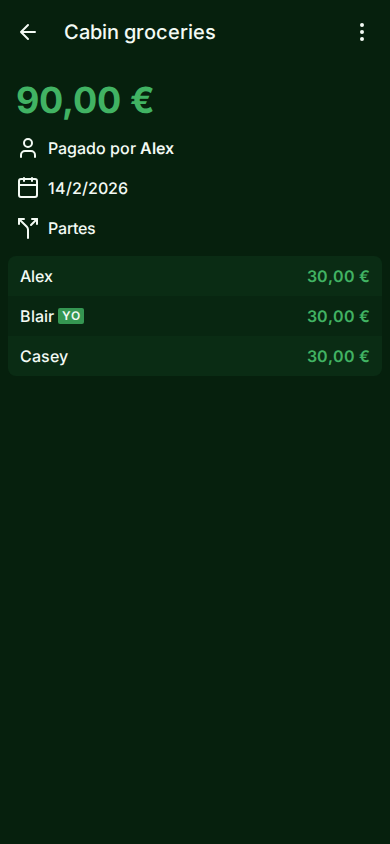 Cabin groceries
90,00 €
Pagado por Alex
14/2/2026
Partes
Alex 30,00 €
Blair YO 30,00 €
Casey 30,00 €